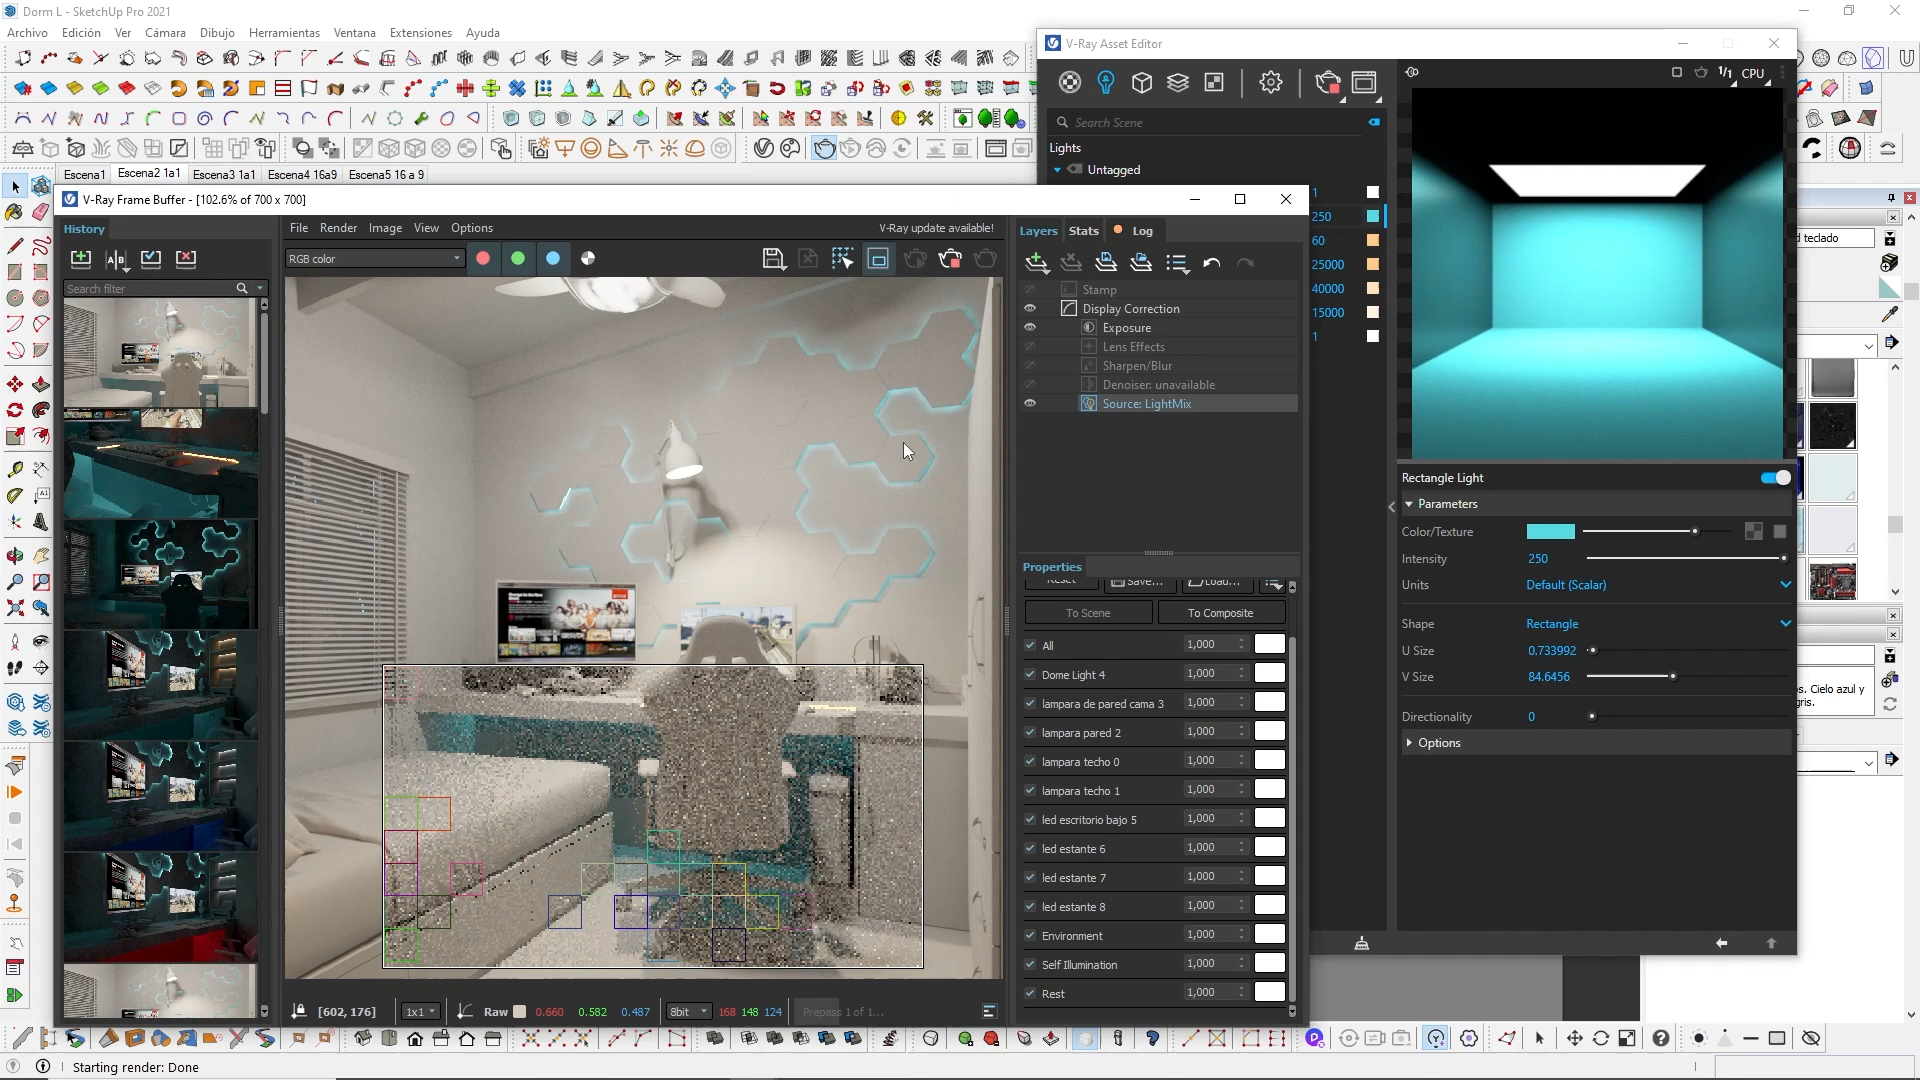 Dorm L - SketchUp Pro 2021
Archivo Edición Ver Cámara Dibujo Herramientas Ventana Extensiones Ayuda
V-Ray Asset Editor
1/1 CPU
Search Scene
Lights
Untagged
Escena1 Escena2 1a1 Escena3 1a1 Escena4 16a9 Escena5 16 a 9
V-Ray Frame Buffer - [102.6% of 700 x 700]
1
250
60
25000
40000
15000
1
History
File Render Image View Options
V-Ray update available!
Layers Stats Log
RGB color
Search filter
Stamp
Display Correction
Exposure
Lens Effects
Sharpen/Blur
Denoiser: unavailable
Source: LightMix
d teclado
Rectangle Light
Parameters
Color/Texture
Intensity 250
Units Default (Scalar)
Shape Rectangle
U Size 0.733992
V Size 84.6456
Directionality 0
Options
os. Cielo azul y
gris.
Properties
Reset Save... Load...
To Scene To Composite
All 1,000
Dome Light 4 1,000
lampara de pared cama 3 1,000
lampara pared 2 1,000
lampara techo 0 1,000
lampara techo 1 1,000
led escritorio bajo 5 1,000
led estante 6 1,000
led estante 7 1,000
led estante 8 1,000
Environment 1,000
Self Illumination 1,000
Rest 1,000
[602, 176] 1x1 Raw 0.660 0.582 0.487 8bit 168 148 124 Prepass 1 of 1...
Starting render: Done